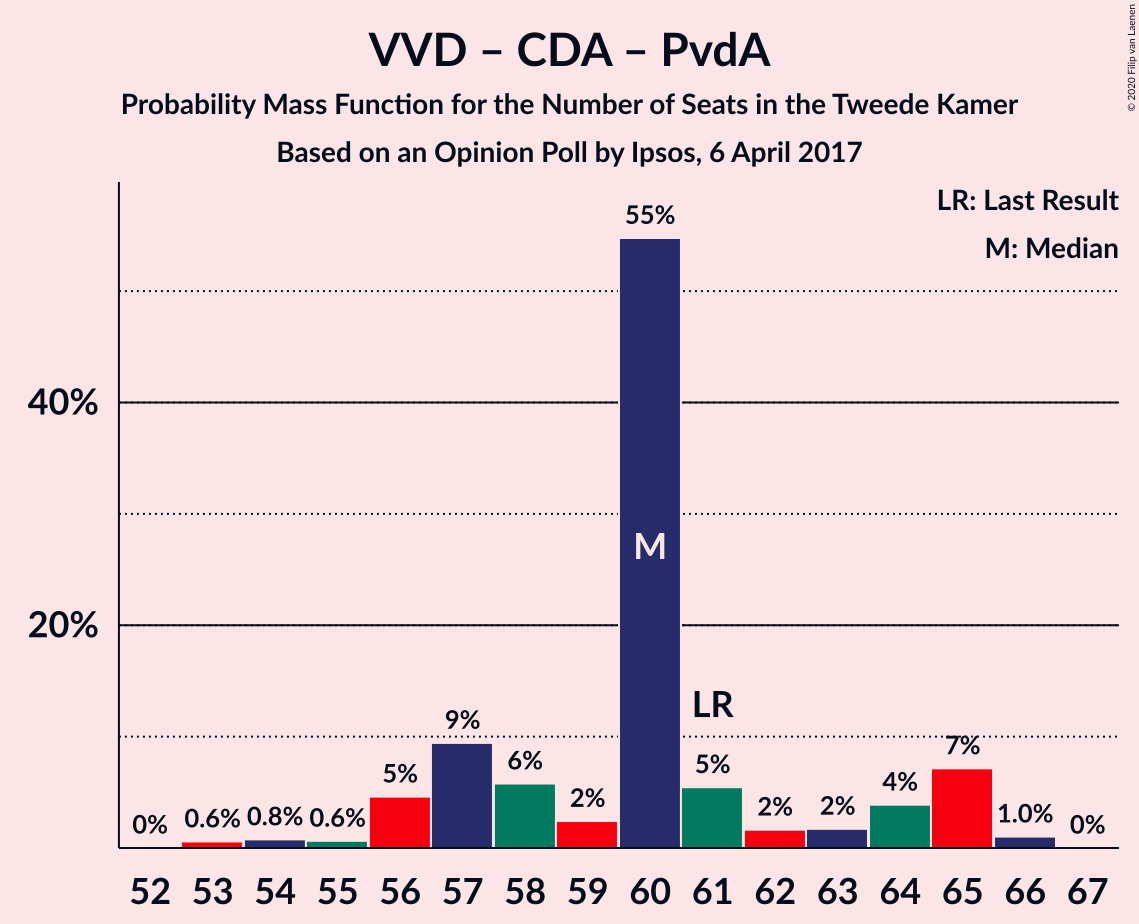 VVD – CDA – PvdA
Probability Mass Function for the Number of Seats in the Tweede Kamer
Based on an Opinion Poll by Ipsos, 6 April 2017
© 2020 Filip van Laenen
LR: Last Result
M: Median
40%
20%
0%
0.6%
0.8%
0.6%
5%
9%
6%
2%
55%
M
LR
5%
2%
2%
4%
7%
1.0%
0%
52 53 54 55 56 57 58 59 60 61 62 63 64 65 66 67